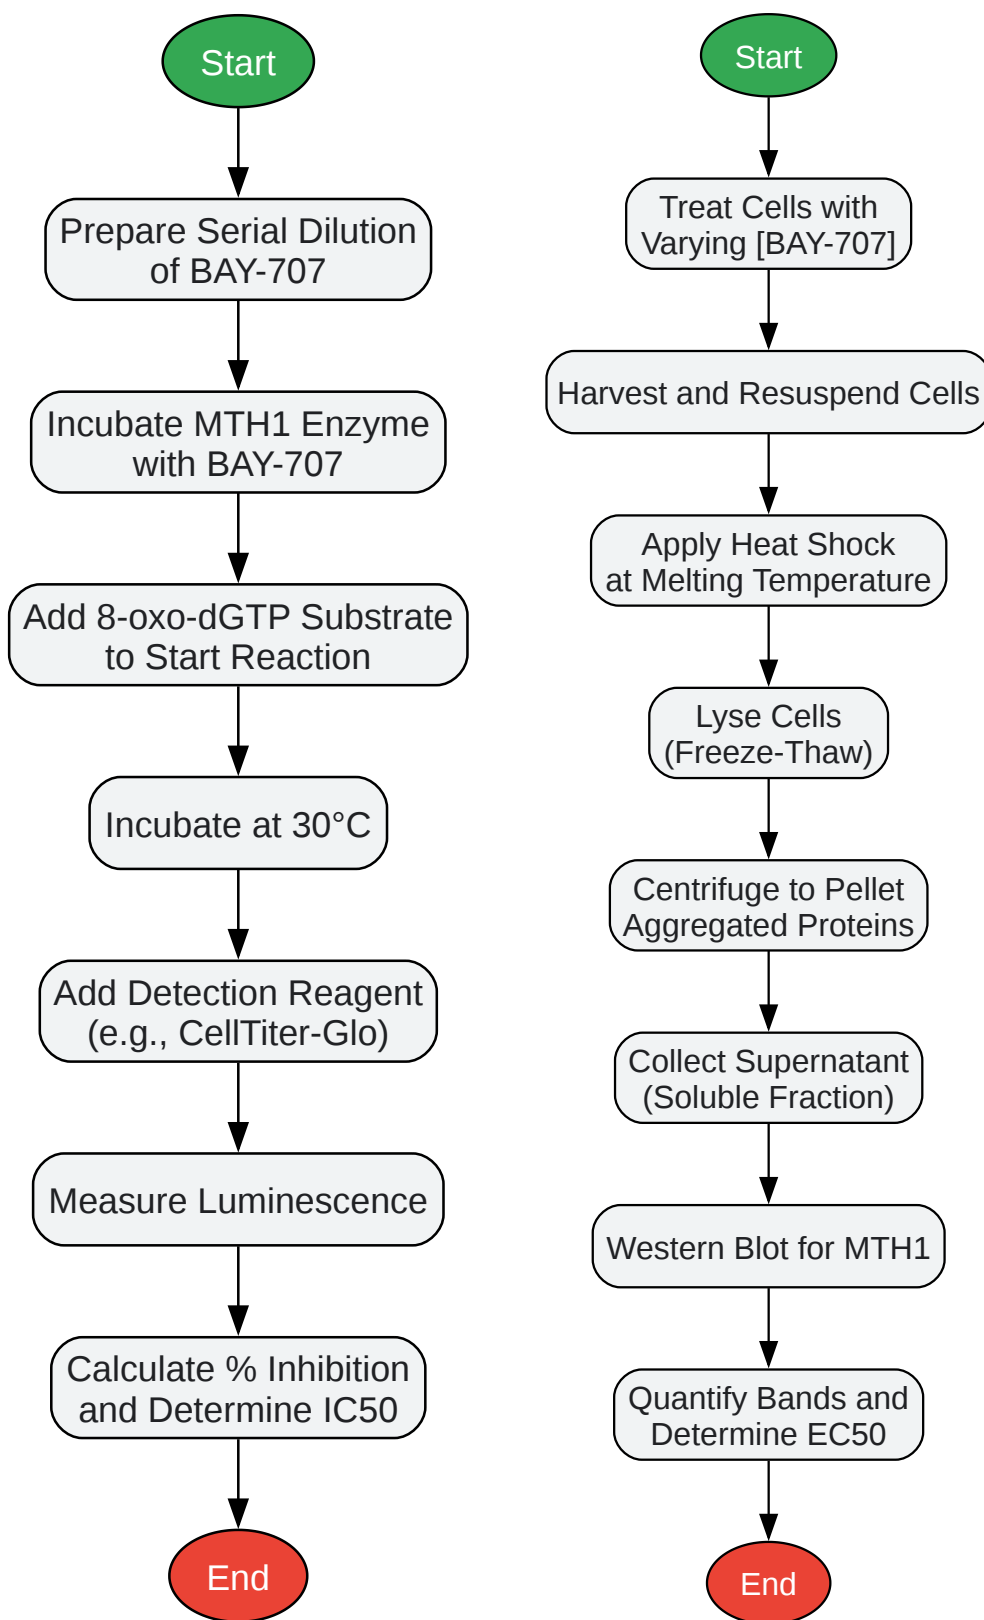 Start
Prepare Serial Dilution
of BAY-707
Incubate MTH1 Enzyme
with BAY-707
Add 8-oxo-dGTP Substrate
to Start Reaction
Incubate at 30°C
Add Detection Reagent
(e.g., CellTiter-Glo)
Measure Luminescence
Calculate % Inhibition
and Determine IC50
End
Start
Treat Cells with
Varying [BAY-707]
Harvest and Resuspend Cells
Apply Heat Shock
at Melting Temperature
Lyse Cells
(Freeze-Thaw)
Centrifuge to Pellet
Aggregated Proteins
Collect Supernatant
(Soluble Fraction)
Western Blot for MTH1
Quantify Bands and
Determine EC50
End